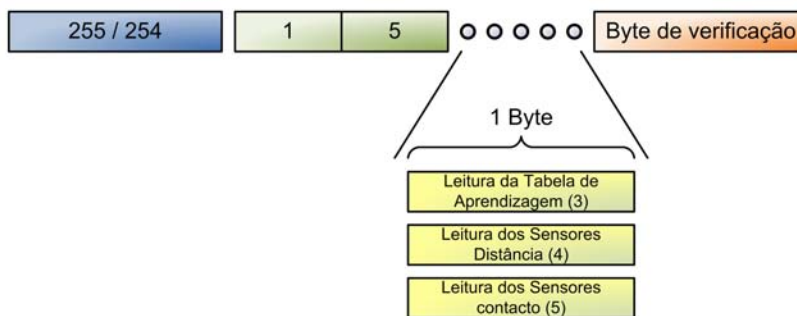 255 / 254
1
5
Byte de verificação
1 Byte
Leitura da Tabela de
Aprendizagem (3)
Leitura dos Sensores
Distância (4)
Leitura dos Sensores
contacto (5)